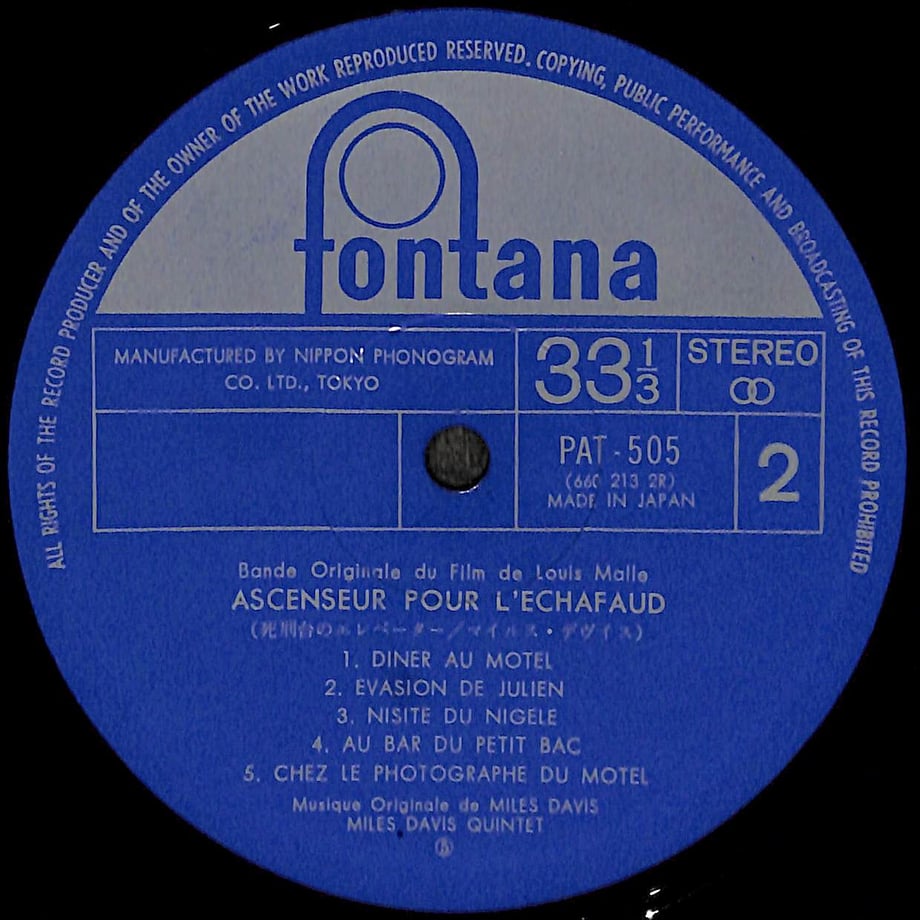 ALL RIGHTS OF THE RECORD PRODUCER AND OF THE OWNER OF THE WORK REPRODUCED RESERVED. COPYING, PUBLIC PERFORMANCE AND BROADCASTING OF THIS RECORD PROHIBITED
fontana
MANUFACTURED BY NIPPON PHONOGRAM
CO. LTD., TOKYO
33 1/3
STEREO
PAT-505
(660 213 2R)
MADE IN JAPAN
2
Bande Originale du Film de Louis Malle
ASCENSEUR POUR L'ECHAFAUD
(死刑台のエレベーター/マイルス・デヴィス)
1. DINER AU MOTEL
2. EVASION DE JULIEN
3. NISITE DU NIGELE
4. AU BAR DU PETIT BAC
5. CHEZ LE PHOTOGRAPHE DU MOTEL
Musique Originale de MILES DAVIS
MILES DAVIS QUINTET